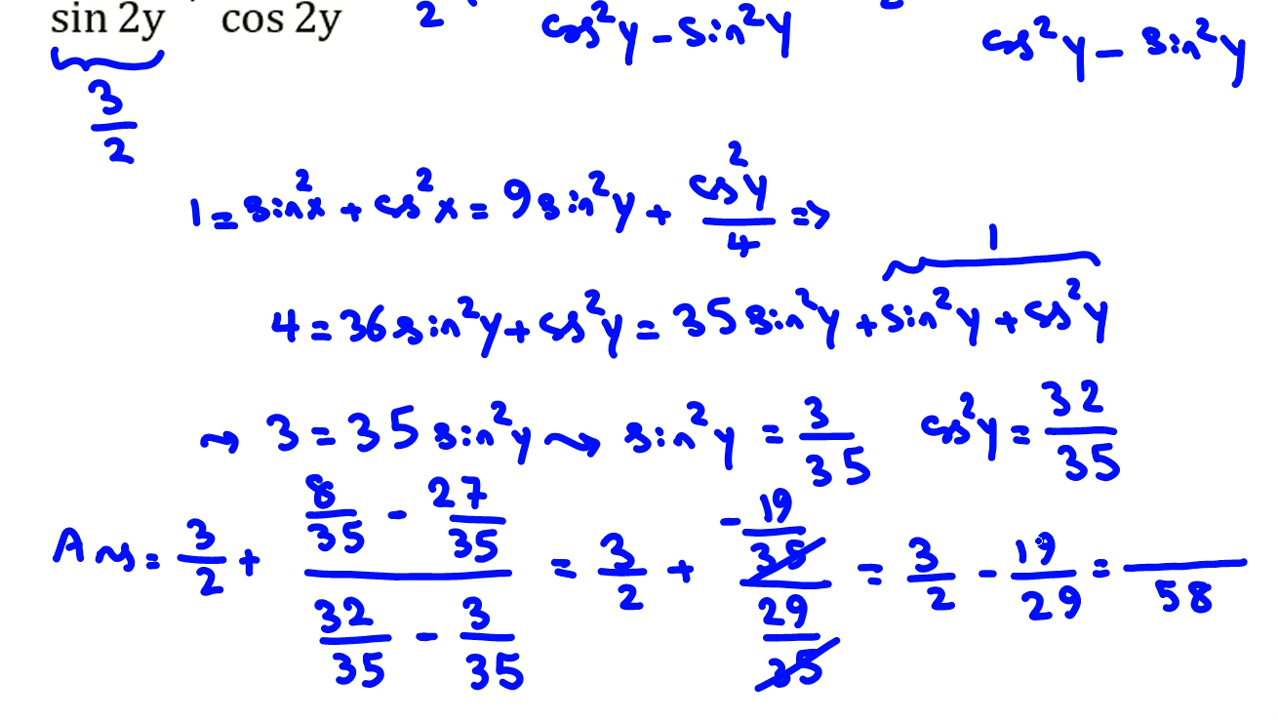 sin 2y cos 2y 2 cos²y - sin²y cos²y - sin²y
3/2
1 = sin²x + cos²x = 9 sin²y + cos²y/4 =>
1
4 = 36 sin²y + cos²y = 35 sin²y + sin²y + cos²y
→ 3 = 35 sin²y → sin²y = 3/35 cos²y = 32/35
Ans = 3/2 + (8/35 - 27/35)/(32/35 - 3/35) = 3/2 + (-19/35)/(29/35) = 3/2 - 19/29 = /58